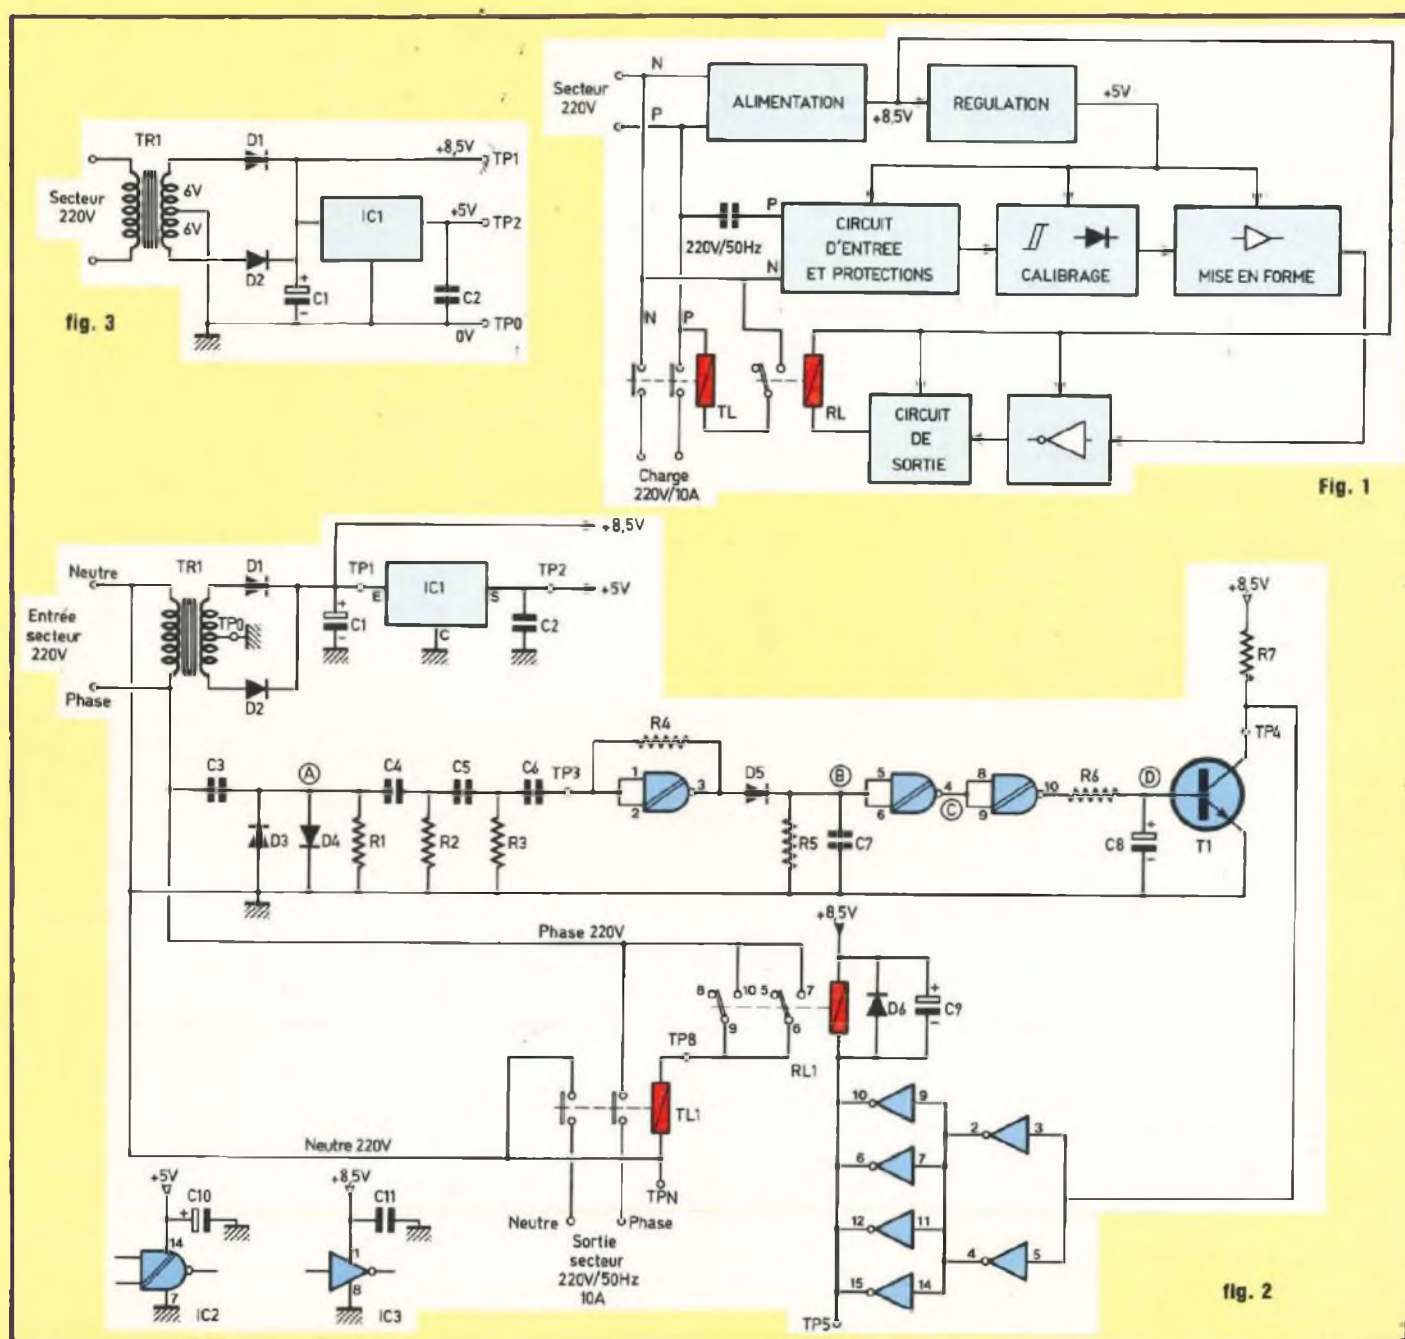 TR1
D1
+8,5V
TP1
Secteur
220V
6V
6V
IC1
+5V
TP2
D2
+
C1
-
C2
0V
TP0
fig. 3
Secteur
220V
N
P
ALIMENTATION
+8,5V
REGULATION
+5V
220V/50Hz
P
N
CIRCUIT
D'ENTREE
ET PROTECTIONS
CALIBRAGE
MISE EN FORME
N
P
TL
RL
CIRCUIT
DE
SORTIE
Charge
220V/10A
Fig. 1
Neutre
TR1
D1
+8,5V
TP1
E
IC1
S
C
TP2
+5V
Entrée
secteur
220V
TP0
+
C1
-
C2
Phase
D2
+8,5V
R7
TP4
C3
A
C4
C5
C6
TP3
R4
1
2
3
D5
B
5
6
4
C
8
9
10
R6
D
D3
D4
R1
R2
R3
R5
C7
+
C8
-
T1
Phase 220V
+8,5V
8
10
5
7
9
6
D6
+
C9
-
TP8
RL1
TL1
Neutre 220V
TPN
10
9
6
7
12
11
15
14
2
3
4
5
TP5
+5V
+
C10
14
7
IC2
+8,5V
C11
1
8
IC3
Neutre
Phase
Sortie
secteur
220V/50Hz
10A
fig. 2